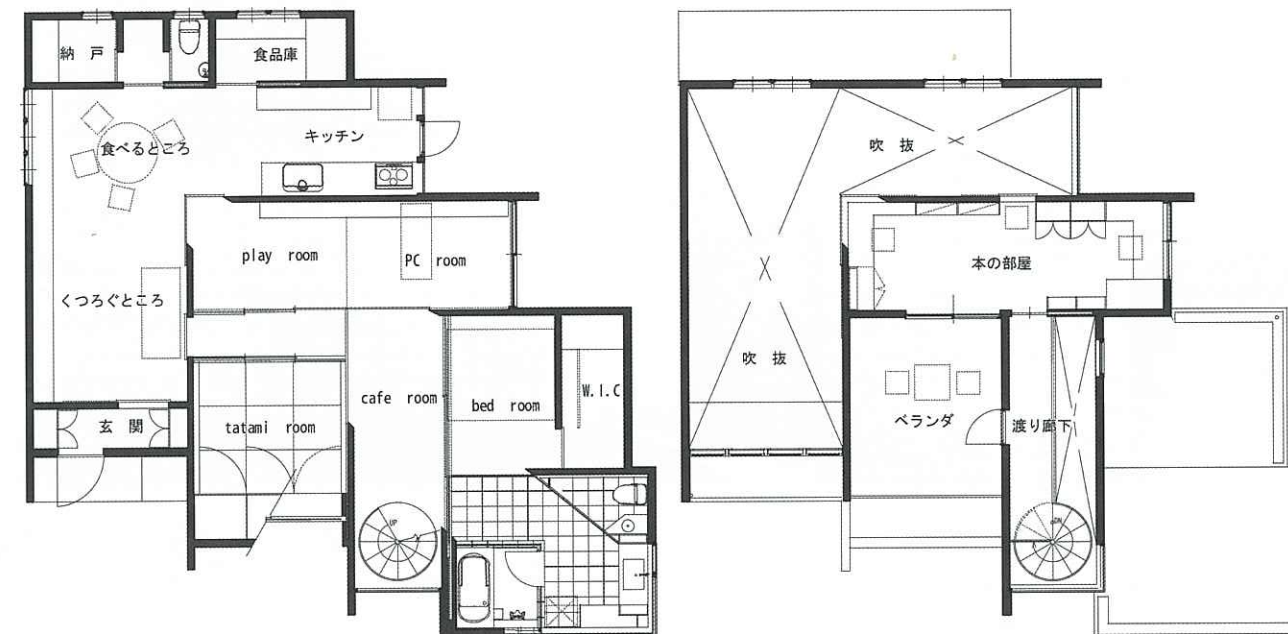 納 戸
食品庫
食べるところ
キッチン
play room
PC room
くつろぐところ
cafe room
bed room
W.I.C
玄 関
tatami room
UP
吹 抜
本の部屋
吹 抜
ベランダ
渡り廊下
DN